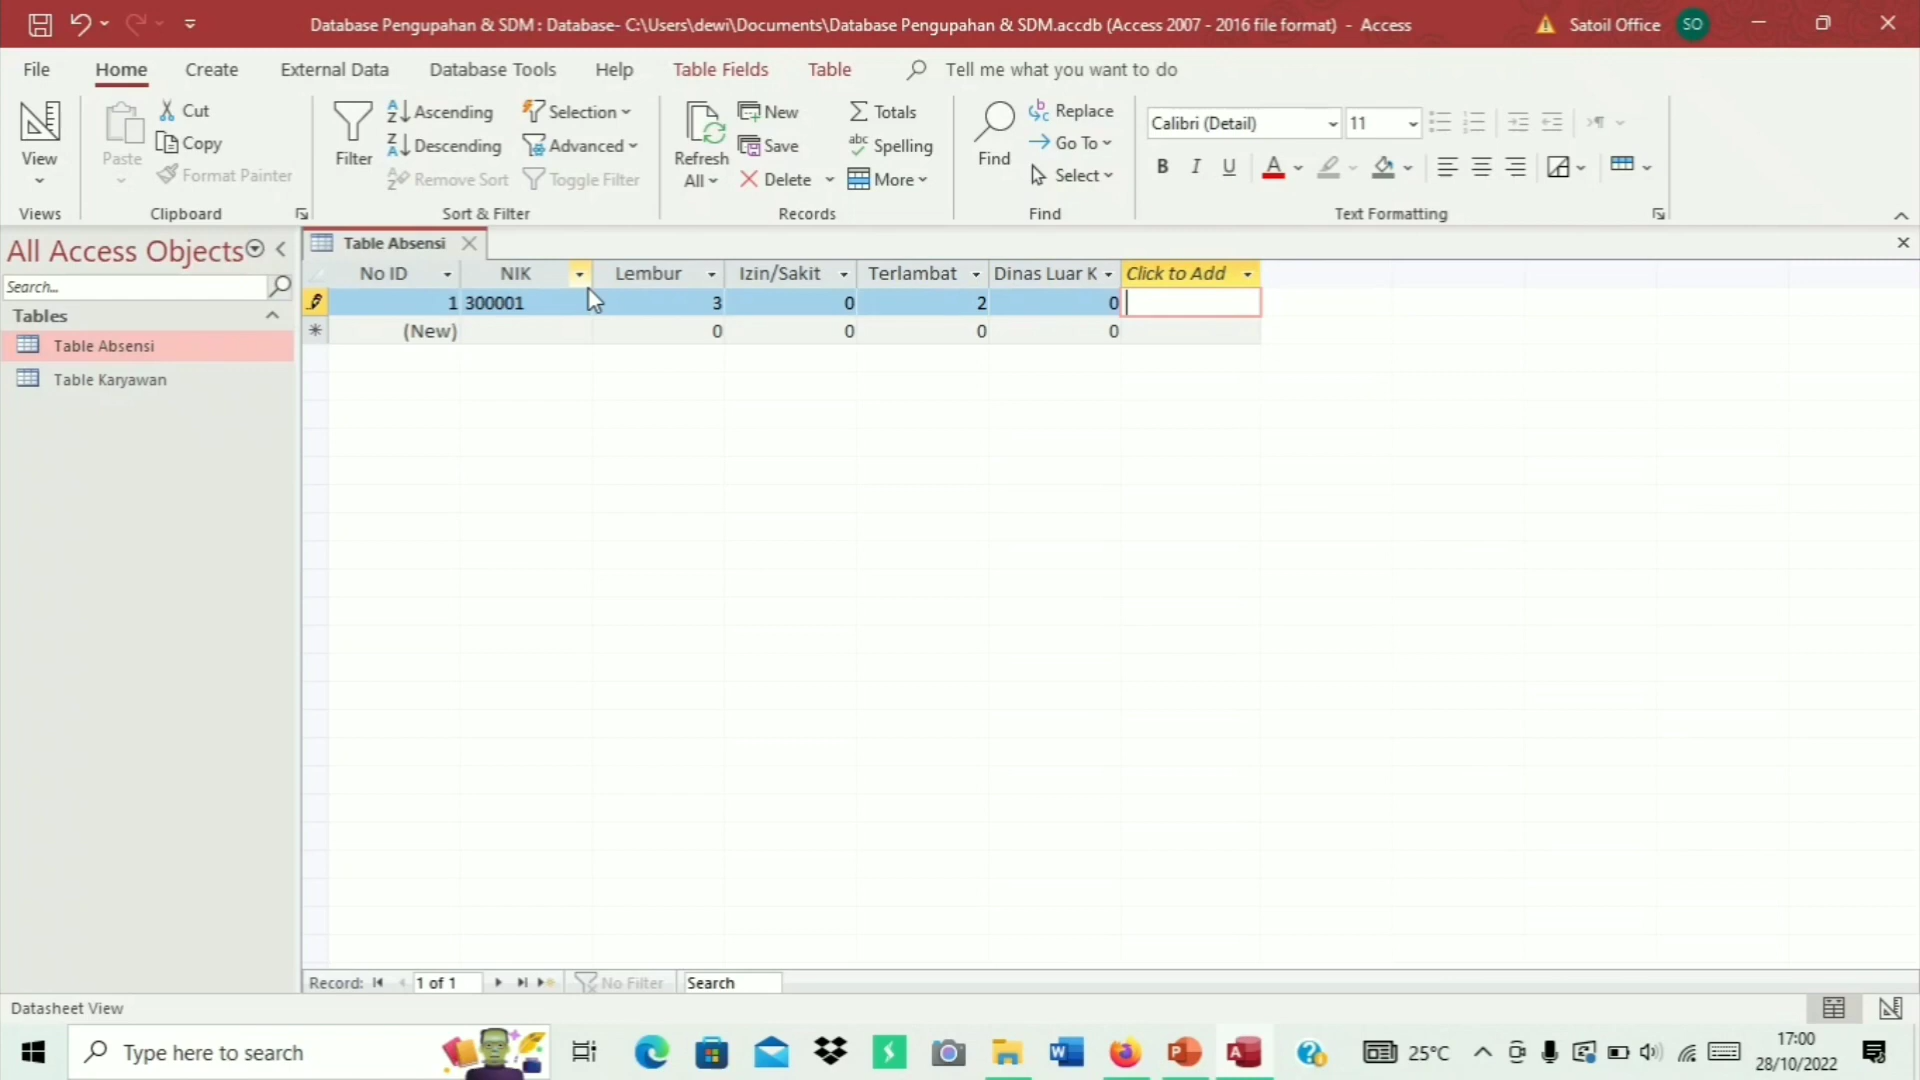 Database Pengupahan & SDM : Database- C:\Users\dewi\Documents\Database Pengupahan & SDM.accdb (Access 2007 - 2016 file format) - Access
Satoil Office SO
File Home Create External Data Database Tools Help Table Fields Table Tell me what you want to do
View
Views
Paste
Cut
Copy
Format Painter
Clipboard
Filter
Ascending
Descending
Remove Sort
Selection
Advanced
Toggle Filter
Sort & Filter
Refresh All
New
Save
Delete
Totals
Spelling
More
Records
Find
Replace
Go To
Select
Find
Calibri (Detail) 11
B I U A
Text Formatting
All Access Objects
Search...
Tables
Table Absensi
Table Karyawan
Table Absensi
No ID NIK Lembur Izin/Sakit Terlambat Dinas Luar K Click to Add
1 300001 3 0 2 0
(New) 0 0 0 0
Record: 1 of 1 No Filter Search
Datasheet View
Type here to search
25°C
17:00
28/10/2022